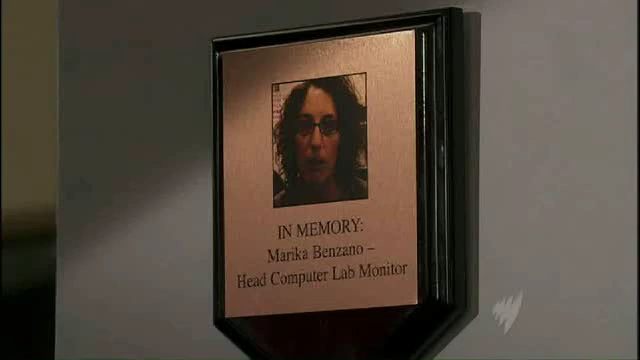 IN MEMORY:
Marika Benzano –
Head Computer Lab Monitor